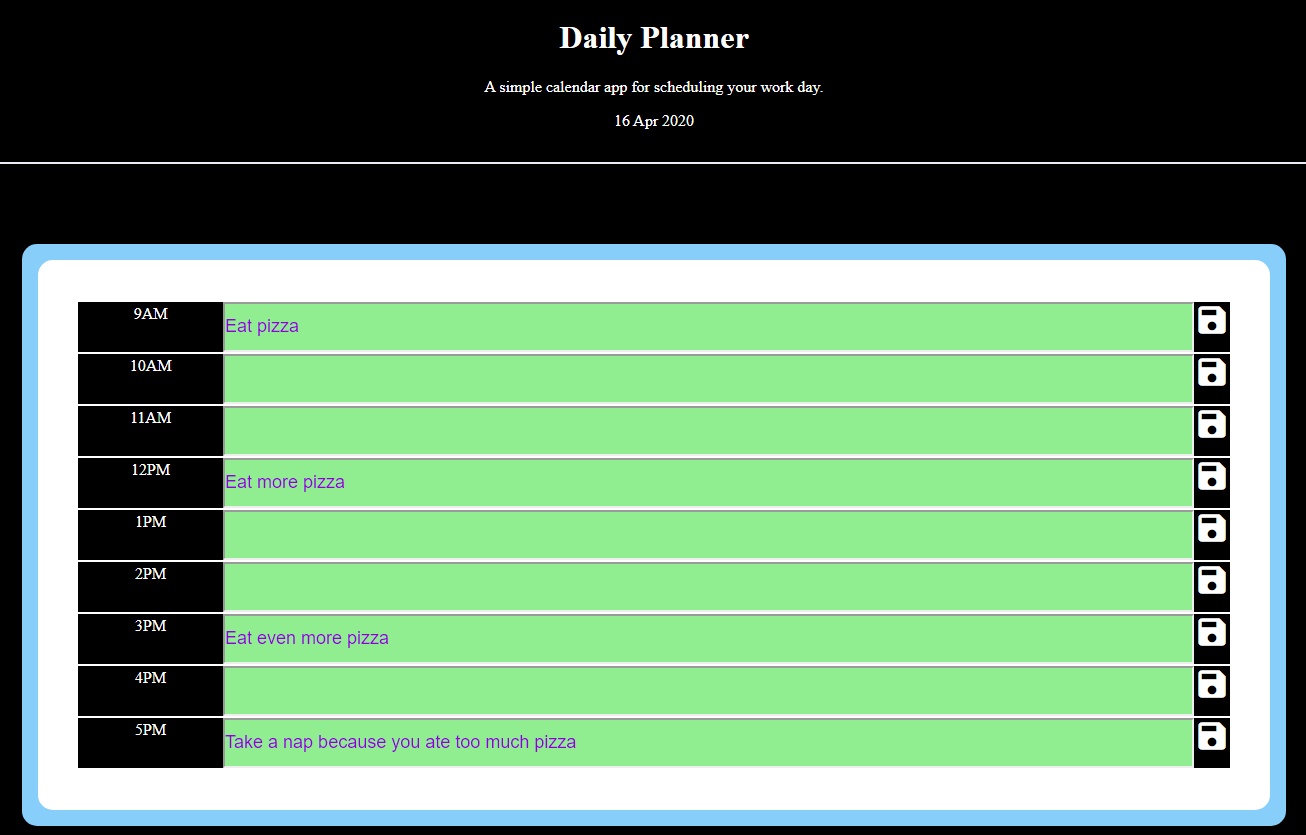 Daily Planner
A simple calendar app for scheduling your work day.
16 Apr 2020
9AM Eat pizza
10AM
11AM
12PM Eat more pizza
1PM
2PM
3PM Eat even more pizza
4PM
5PM Take a nap because you ate too much pizza